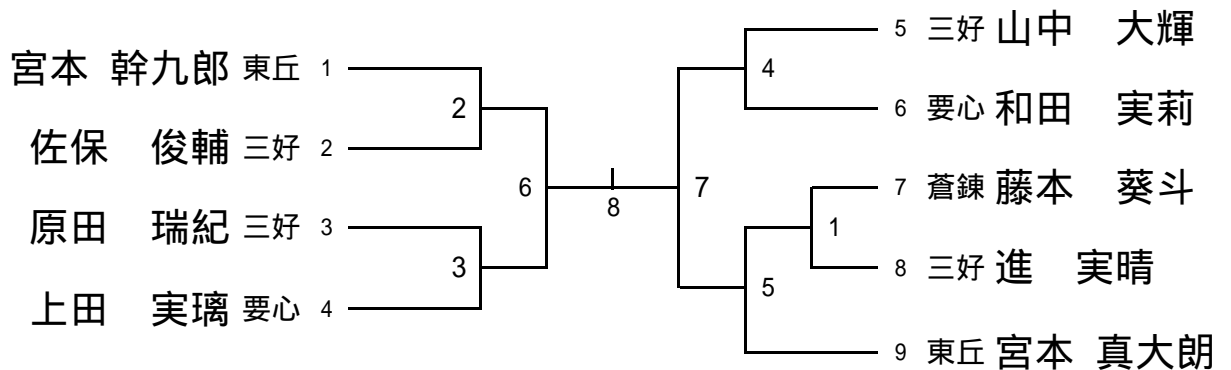 宮本 幹九郎 東丘 1
佐保 俊輔 三好 2
原田 瑞紀 三好 3
上田 実璃 要心 4
2
3
6
8
7
4
1
5
5 三好 山中 大輝
6 要心 和田 実莉
7 蒼錬 藤本 葵斗
8 三好 進 実晴
9 東丘 宮本 真大朗